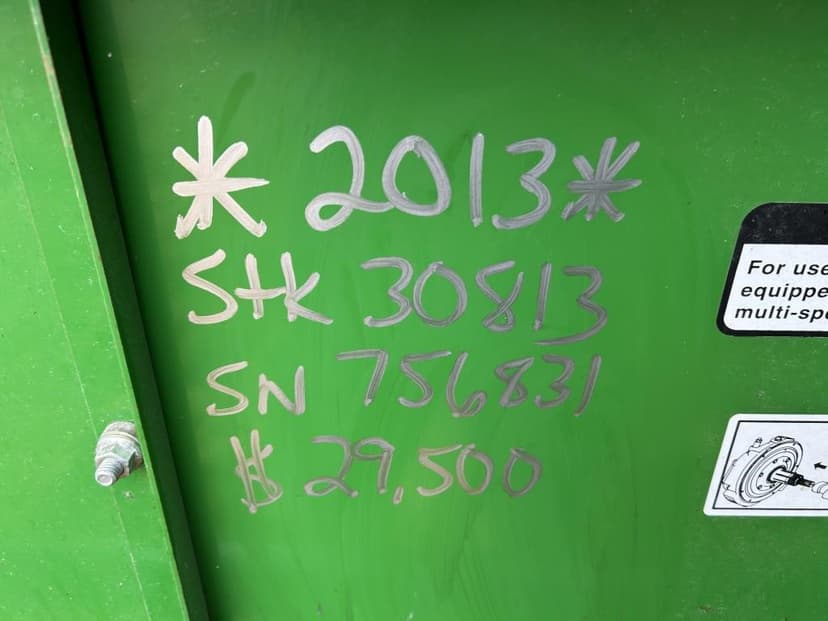 * 2013 *
Stk 30813
SN 756831
$ 29,500
For use
equippe
multi-sp